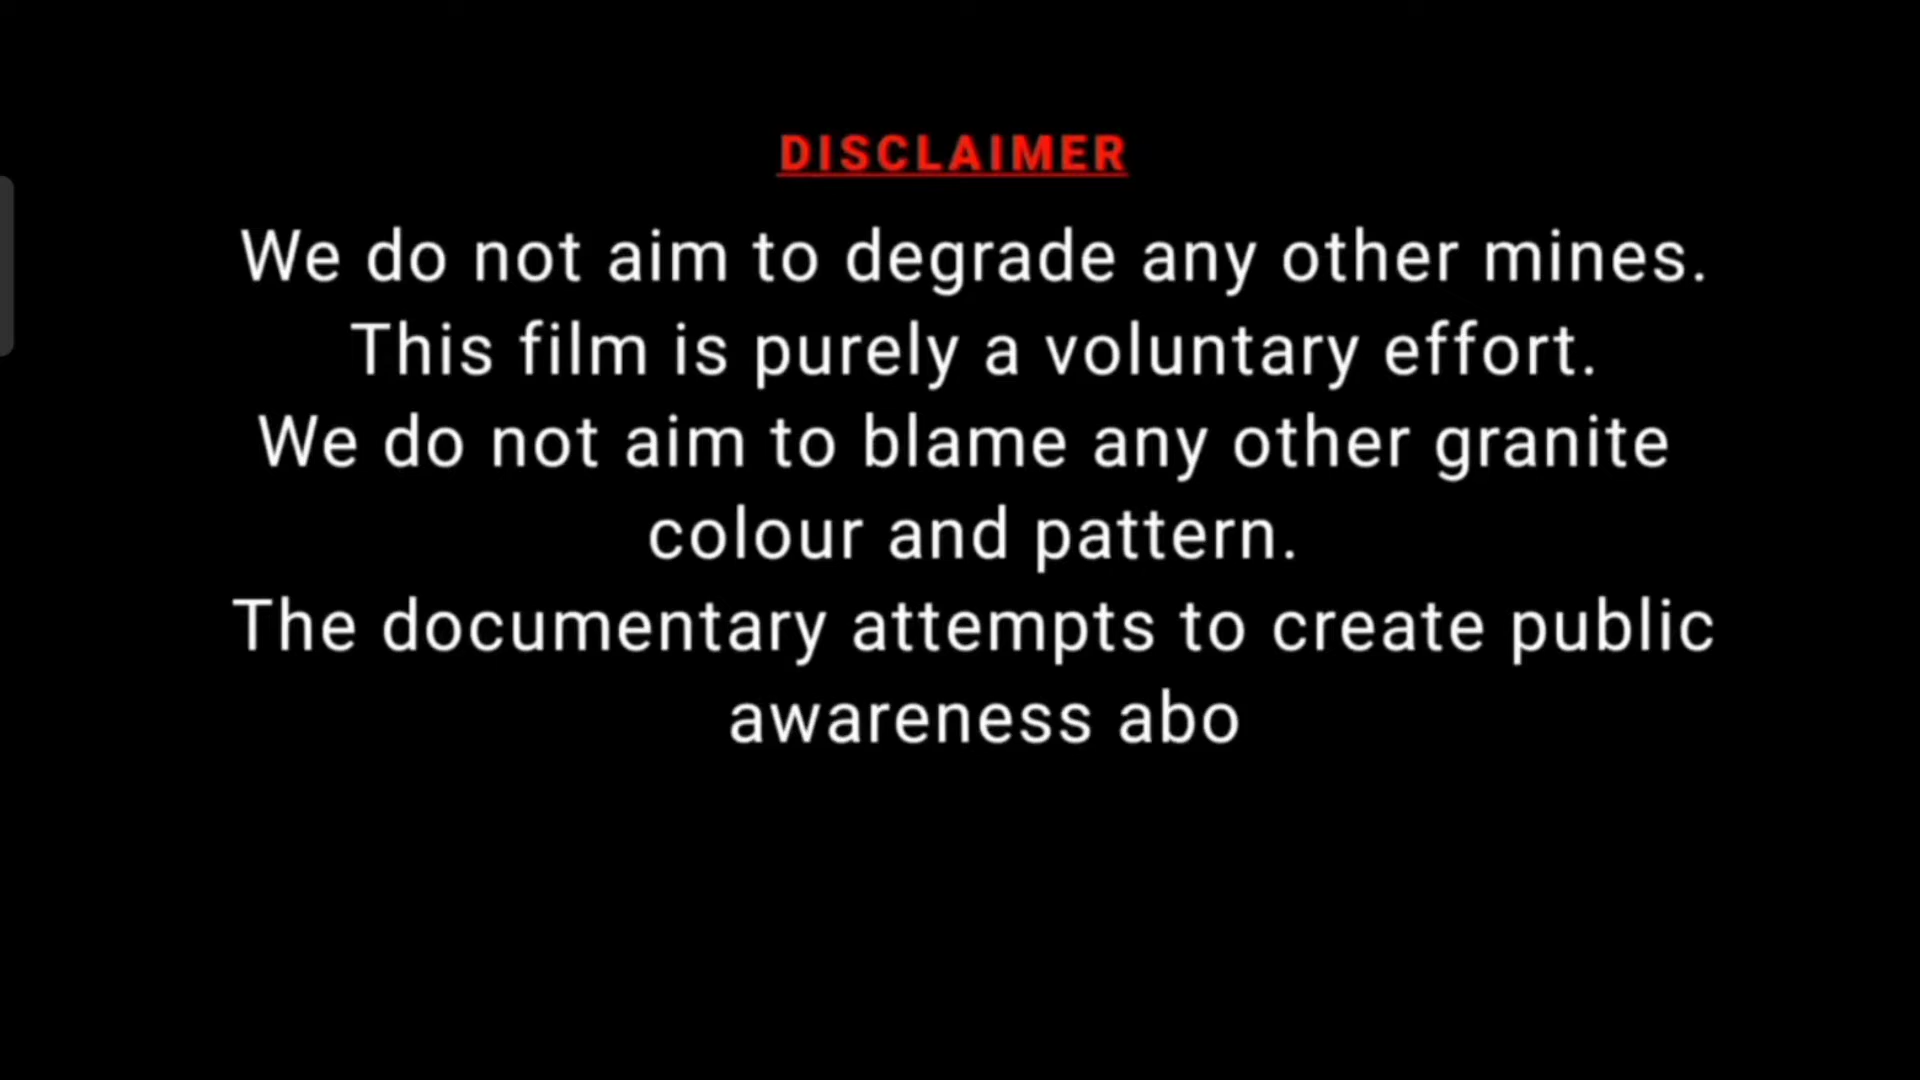 DISCLAIMER
We do not aim to degrade any other mines.
This film is purely a voluntary effort.
We do not aim to blame any other granite
colour and pattern.
The documentary attempts to create public
awareness abo